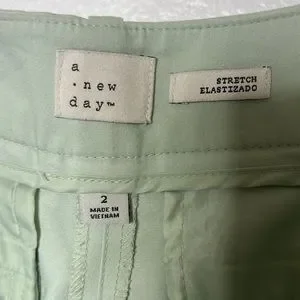 a
· new
day™
STRETCH
ELASTIZADO
2
MADE IN
VIETNAM